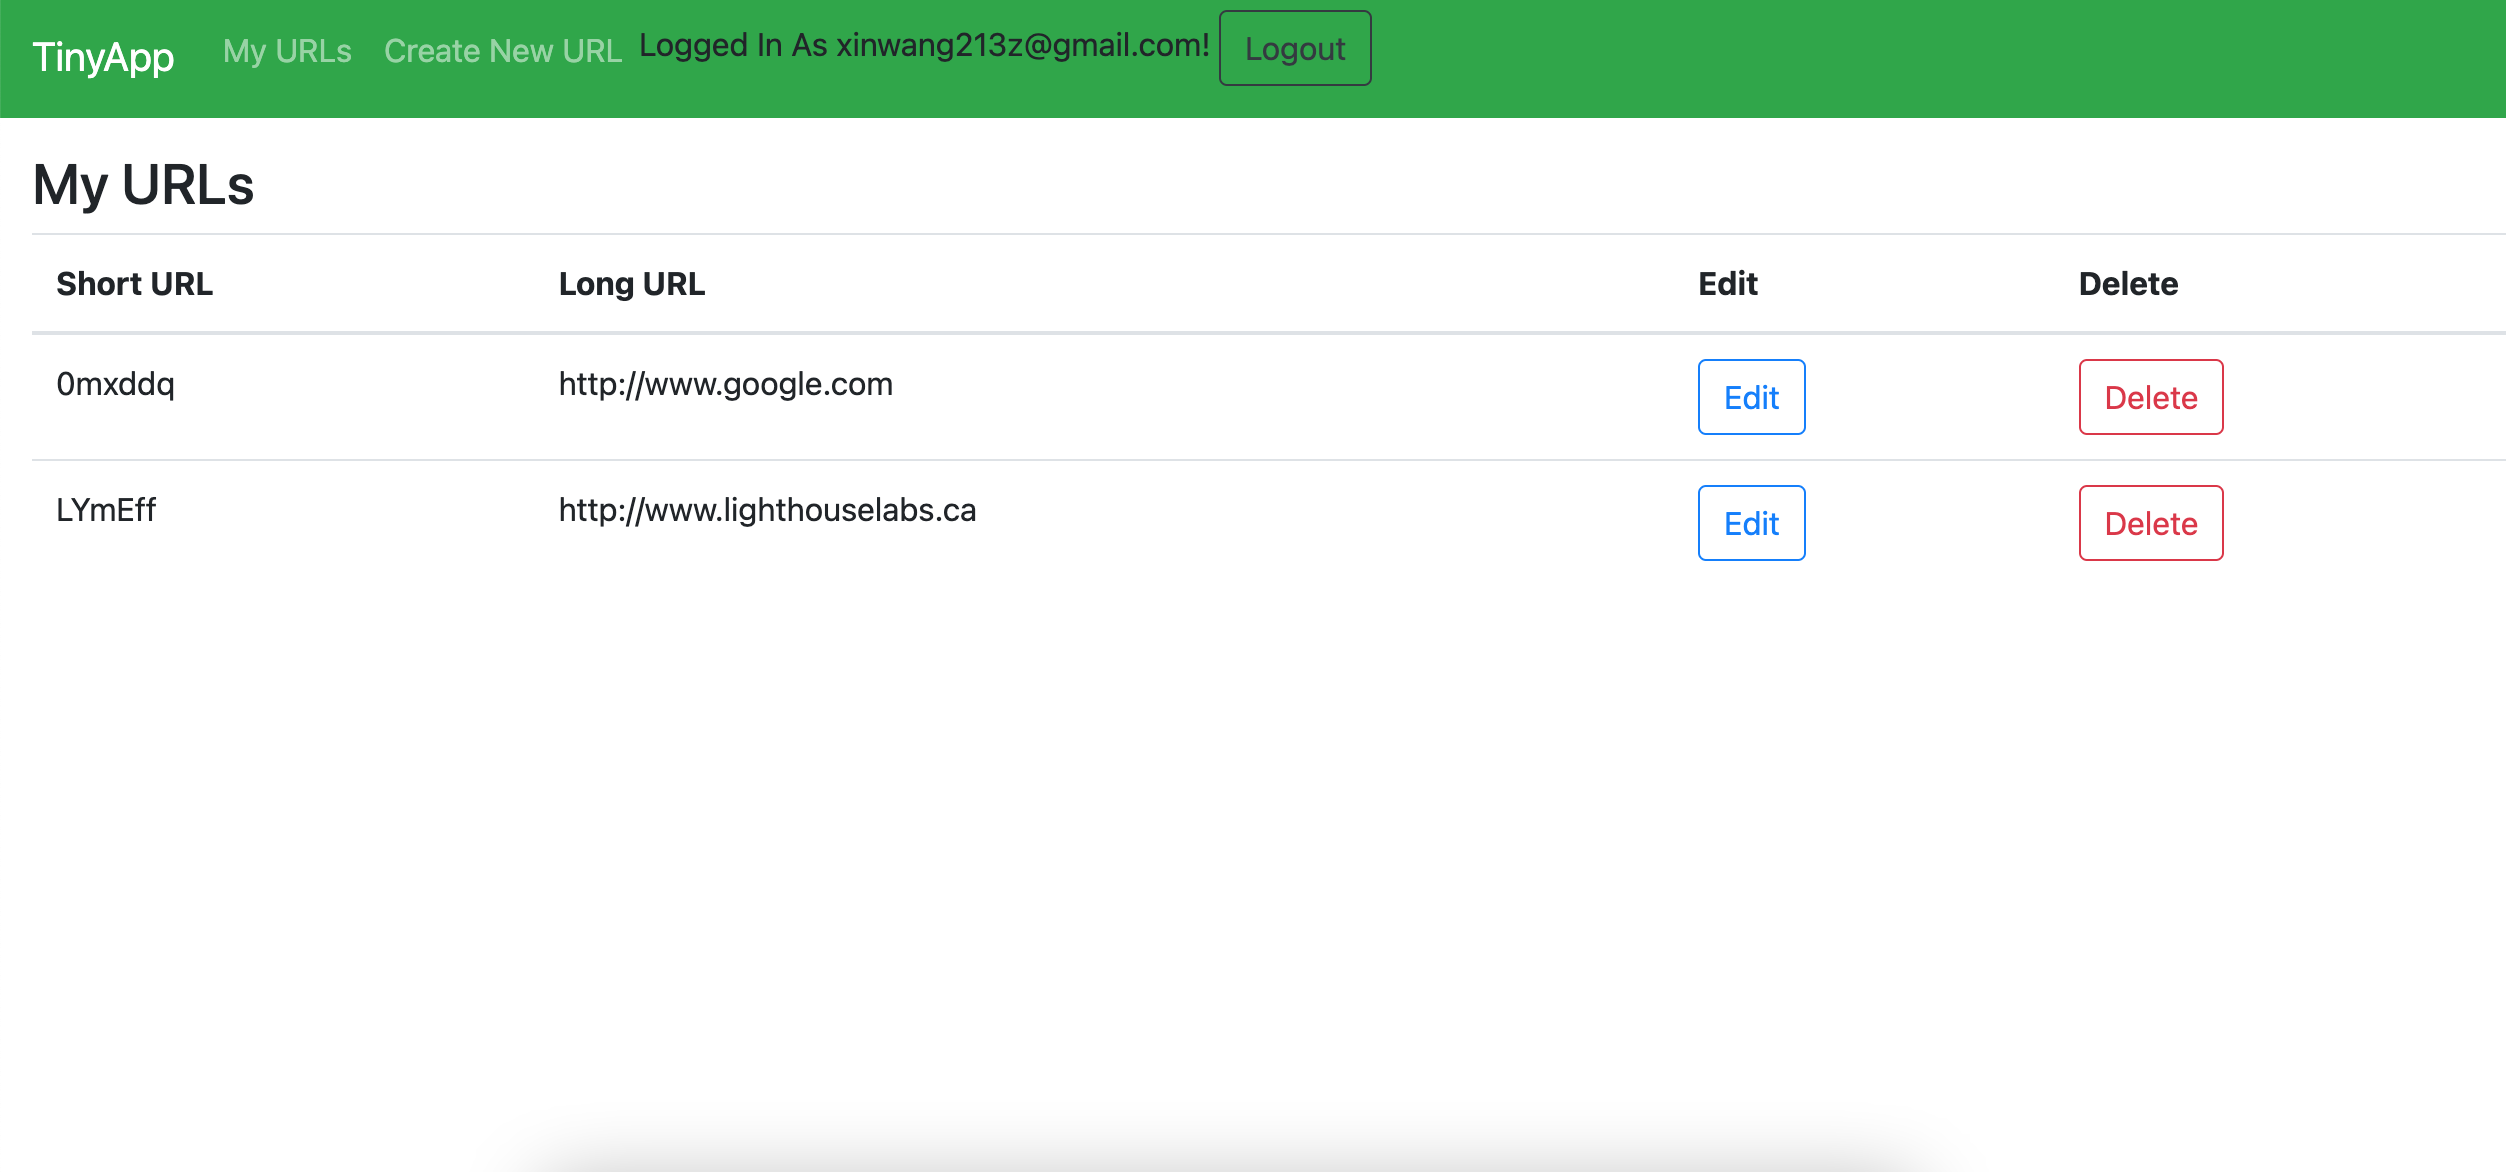 TinyApp My URLs Create New URL Logged In As xinwang213z@gmail.com! Logout
My URLs
Short URL Long URL Edit Delete
0mxddq http://www.google.com Edit Delete
LYmEff http://www.lighthouselabs.ca Edit Delete